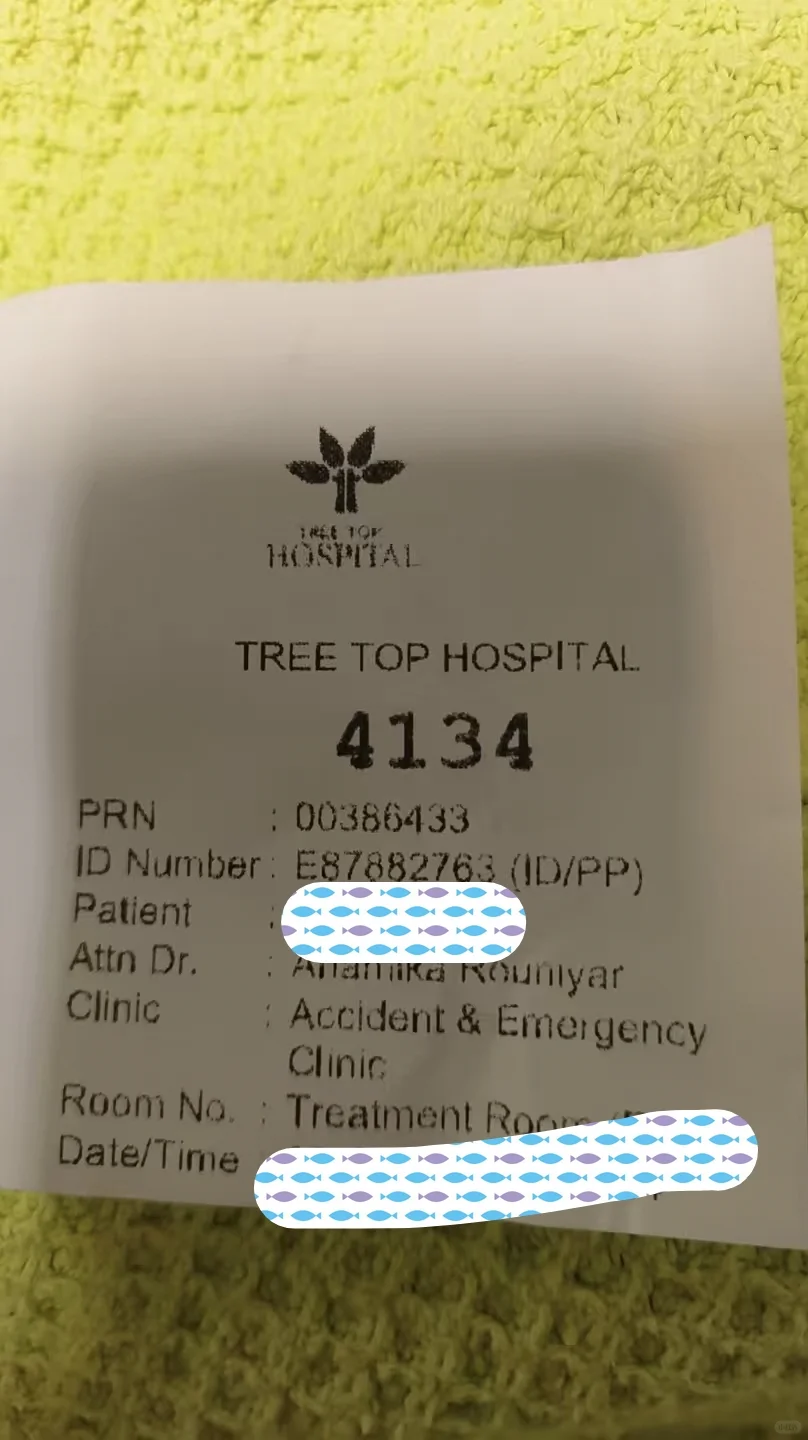 TREE TOP
HOSPITAL
TREE TOP HOSPITAL
4134
PRN : 00386433
ID Number : E87882763 (ID/PP)
Patient :
Attn Dr. : Anamika Rouniyar
Clinic : Accident & Emergency
Clinic
Room No. : Treatment Room
Date/Time